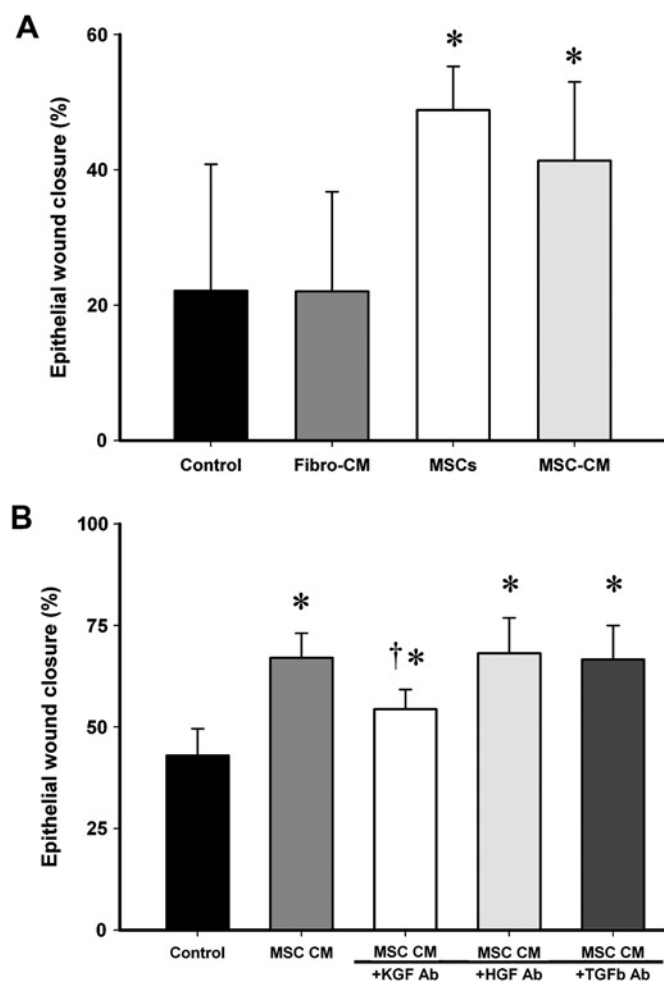 A
Epithelial wound closure (%)
60
40
20
0
* *
Control Fibro-CM MSCs MSC-CM
B
Epithelial wound closure (%)
100
75
50
25
0
* †* * *
Control MSC CM MSC CM MSC CM MSC CM
+KGF Ab +HGF Ab +TGFb Ab